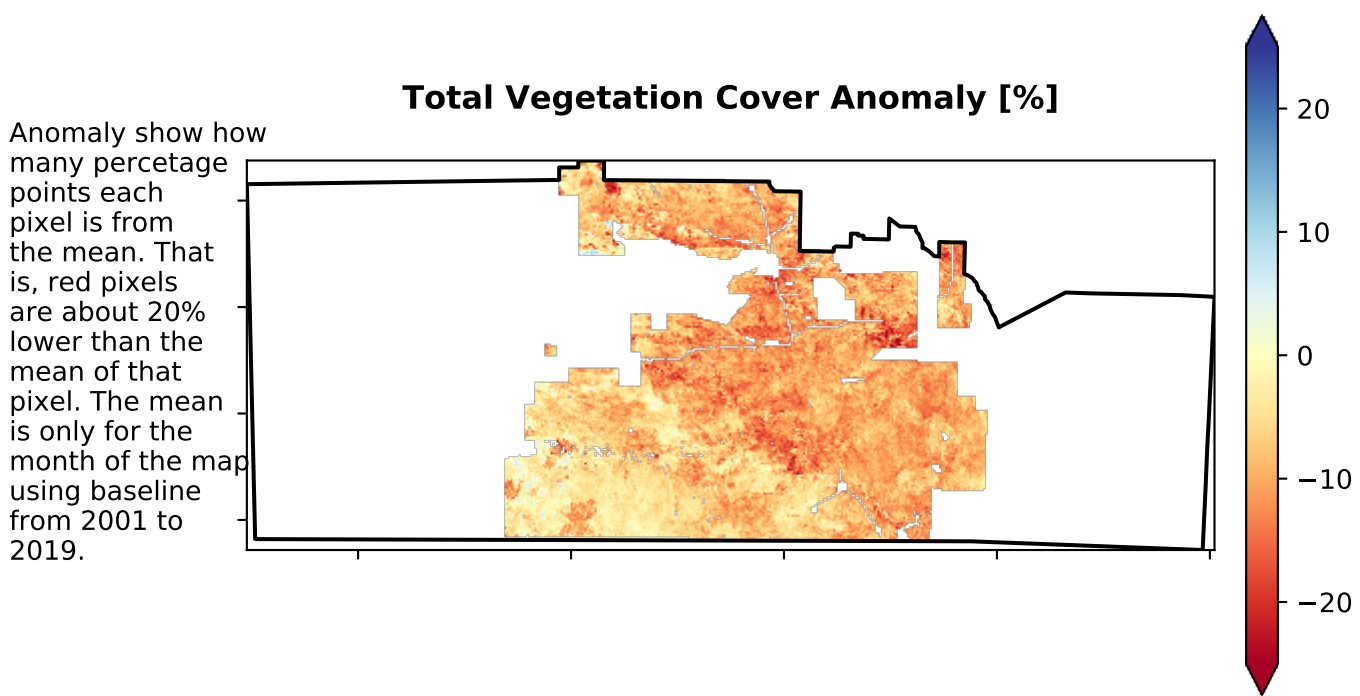 Total Vegetation Cover Anomaly [%]
Anomaly show how
many percetage
points each
pixel is from
the mean. That
is, red pixels
are about 20%
lower than the
mean of that
pixel. The mean
is only for the
month of the map
using baseline
from 2001 to
2019.
20
10
0
−10
−20